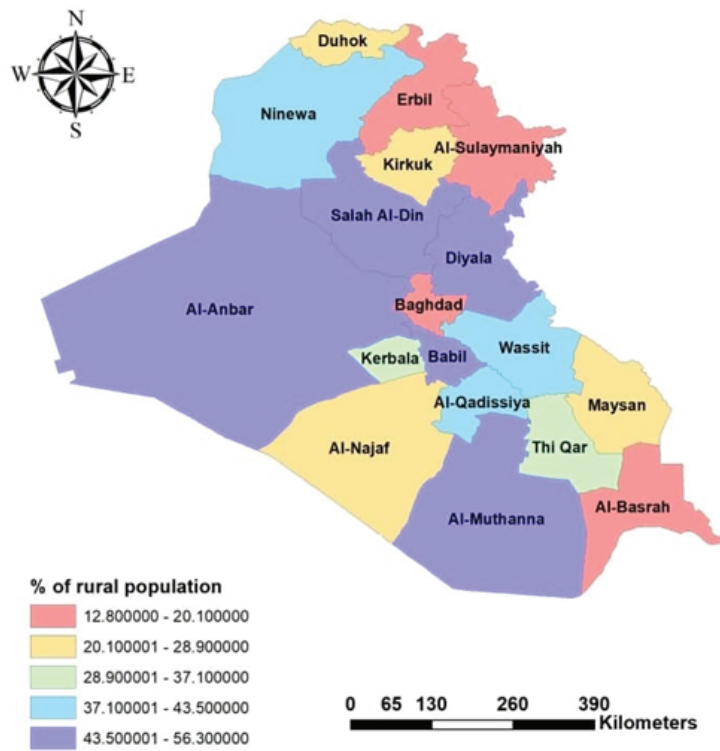 N
W E
S
Duhok
Ninewa
Erbil
Al-Sulaymaniyah
Kirkuk
Salah Al-Din
Diyala
Al-Anbar
Baghdad
Wassit
Kerbala
Babil
Al-Qadissiya
Maysan
Al-Najaf
Thi Qar
Al-Muthanna
Al-Basrah
% of rural population
12.800000 - 20.100000
20.100001 - 28.900000
28.900001 - 37.100000
37.100001 - 43.500000
43.500001 - 56.300000
0 65 130 260 390
Kilometers